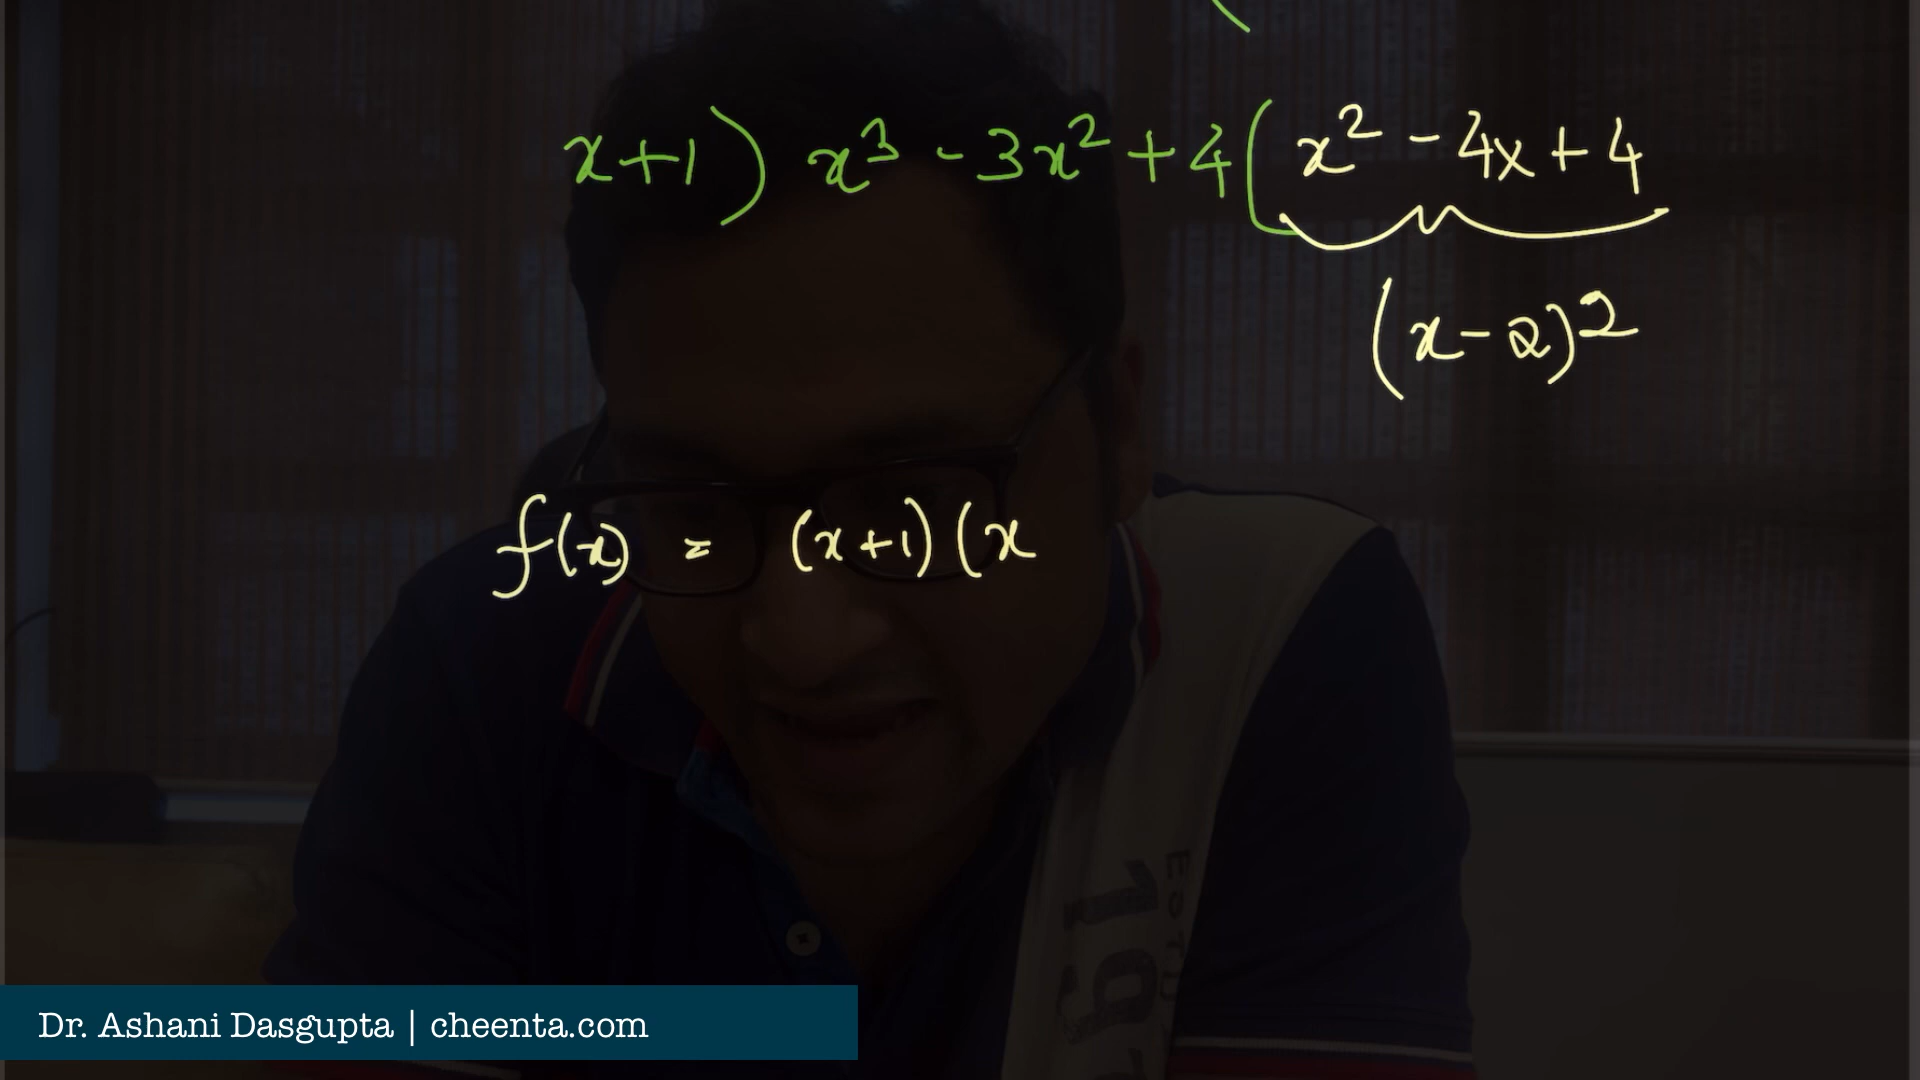 x+1) x³ - 3x² + 4 (x² - 4x + 4
(x-2)²
f(x) = (x+1)(x
Dr. Ashani Dasgupta | cheenta.com